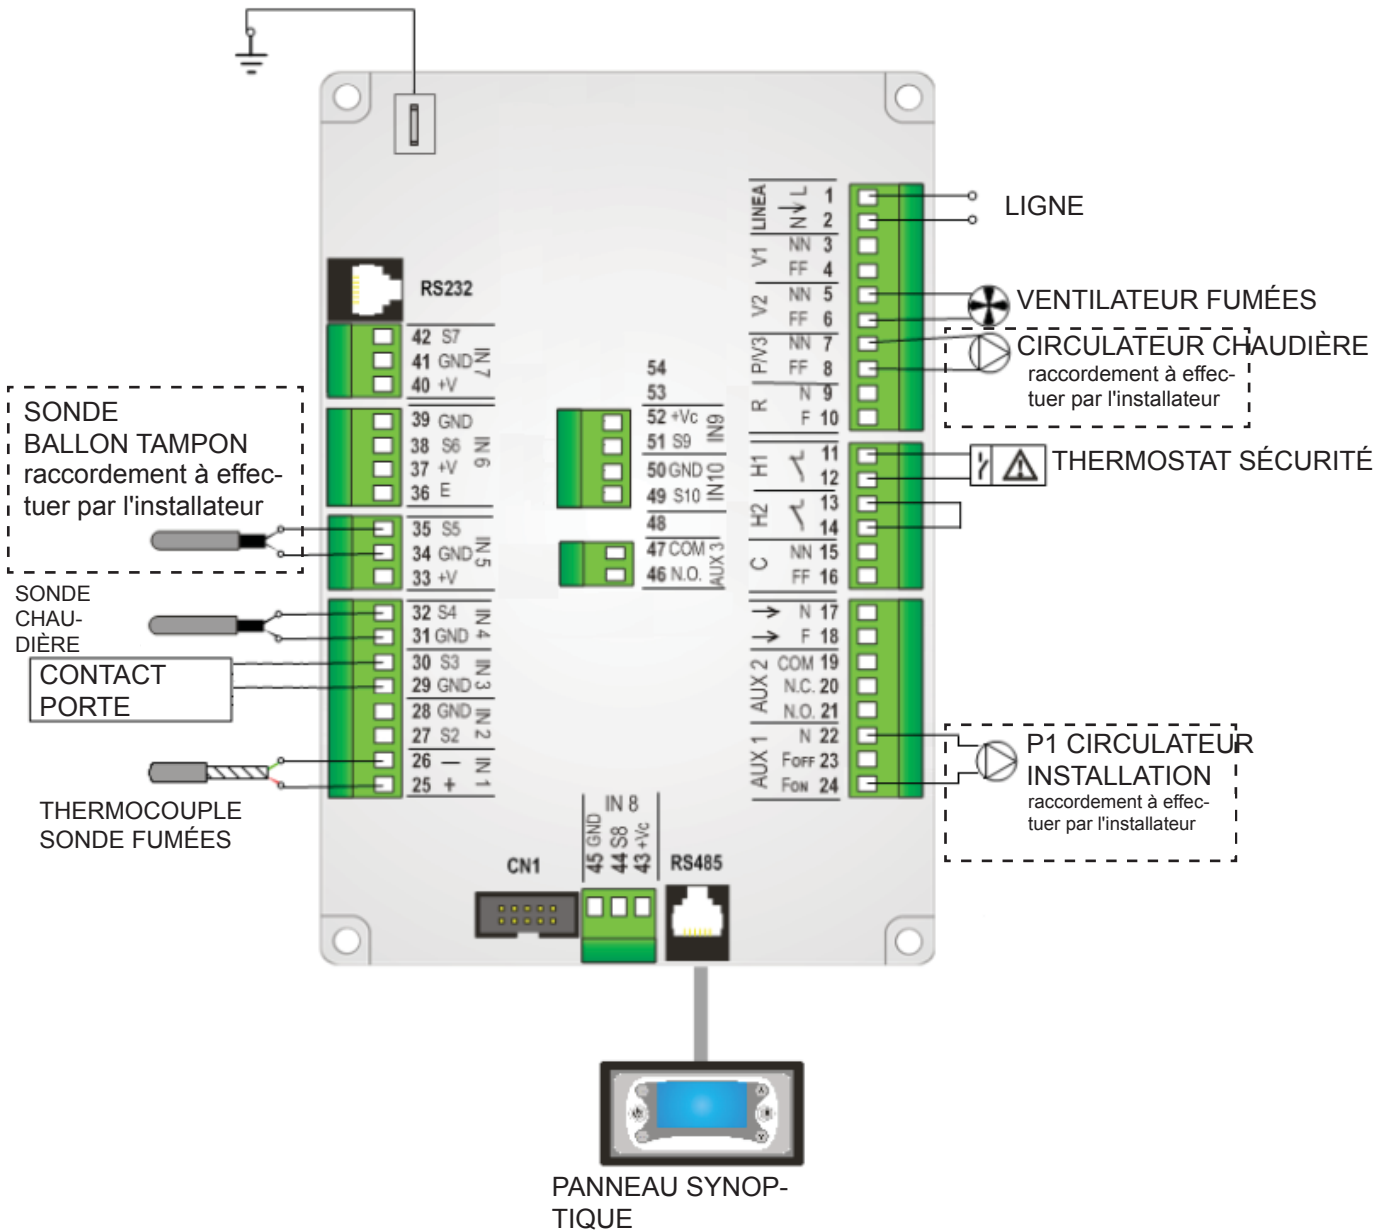 LINEA
L
1
N
2
LIGNE
V1
NN 3
FF 4
V2
NN 5
FF 6
VENTILATEUR FUMÉES
P/V3
NN 7
FF 8
CIRCULATEUR CHAUDIÈRE
raccordement à effec-
tuer par l'installateur
R
N 9
F 10
H1
11
12
THERMOSTAT SÉCURITÉ
H2
13
14
C
NN 15
FF 16
N 17
F 18
AUX 2
COM 19
N.C. 20
N.O. 21
AUX 1
N 22
FOFF 23
FON 24
P1 CIRCULATEUR
INSTALLATION
raccordement à effec-
tuer par l'installateur
RS232
42 S7
41 GND
40 +V
IN 7
39 GND
38 S6
37 +V
36 E
IN 6
SONDE
BALLON TAMPON
raccordement à effec-
tuer par l'installateur
35 S5
34 GND
33 +V
IN 5
SONDE
CHAU-
DIÈRE
32 S4
31 GND
IN 4
CONTACT
PORTE
30 S3
29 GND
IN 3
28 GND
27 S2
IN 2
26 —
25 +
IN 1
THERMOCOUPLE
SONDE FUMÉES
54
53
52 +Vc
51 S9
IN9
50 GND
49 S10
IN10
48
47 COM
46 N.O.
AUX 3
IN 8
45 GND
44 S8
43 +Vc
CN1
RS485
PANNEAU SYNOP-
TIQUE